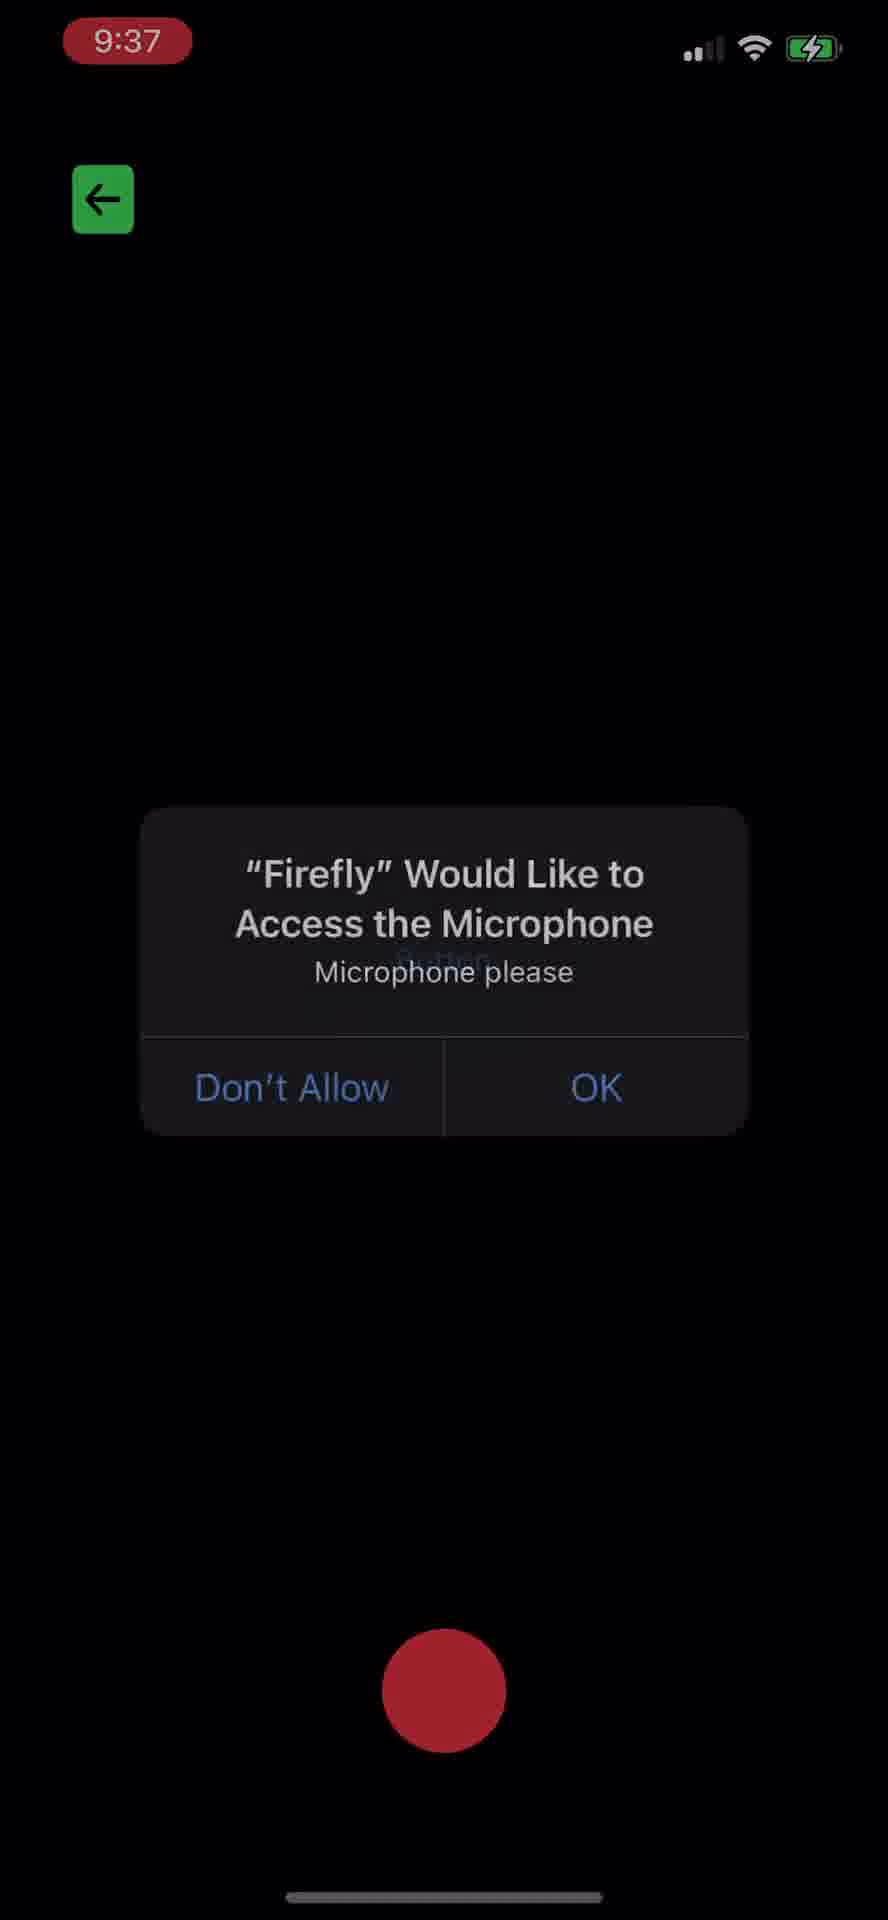 9:37
“Firefly” Would Like to
Access the Microphone
Microphone please
Don’t Allow
OK